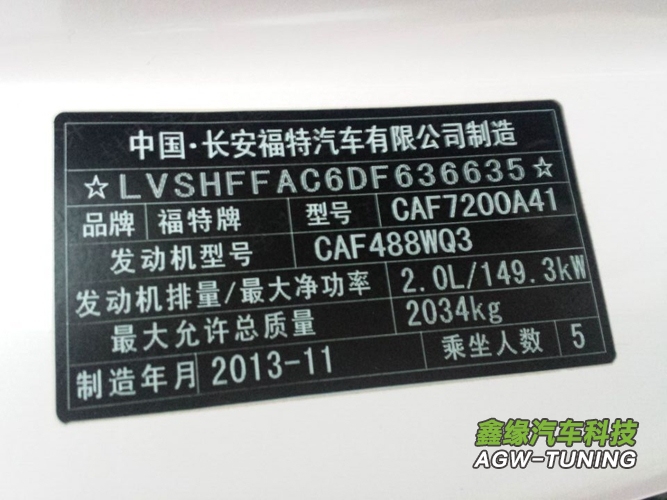 中国·长安福特汽车有限公司制造
☆LVSHFFAC6DF636635☆
品牌 福特牌 型号 CAF7200A41
发动机型号 CAF488WQ3
发动机排量/最大净功率 2.0L/149.3kW
最大允许总质量 2034kg
制造年月 2013-11 乘坐人数 5
鑫缘汽车科技
AGW-TUNING